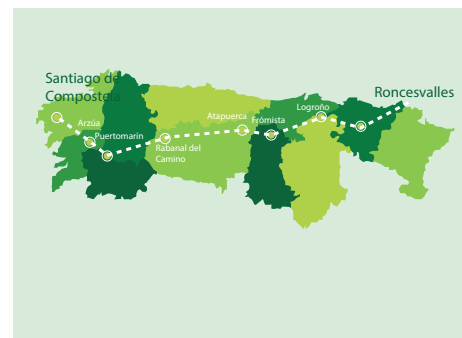 Santiago de
Compostela
Roncesvalles
Logroño
Atapuerca
Frómista
Arzúa
Puertomarín
Rabanal del
Camino